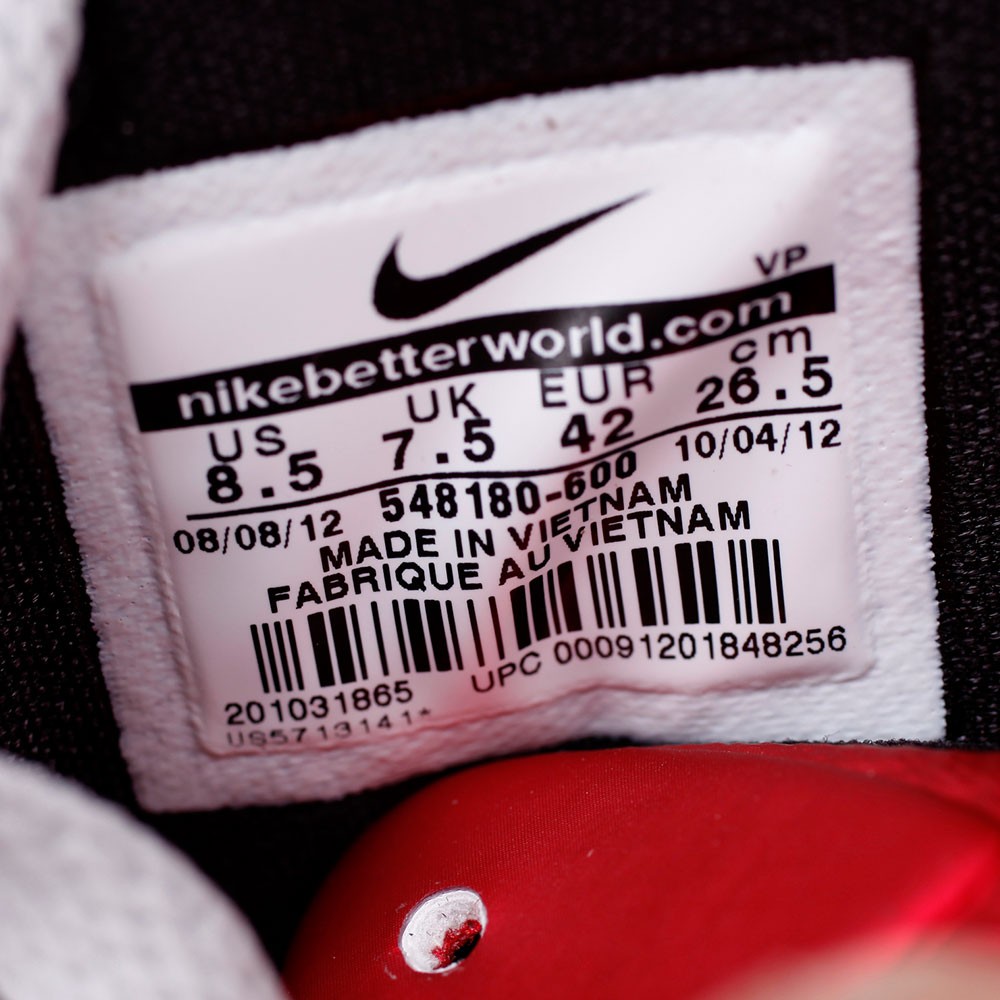 VP
nikebetterworld.com
US UK EUR cm
8.5 7.5 42 26.5
08/08/12 548180-600 10/04/12
MADE IN VIETNAM
FABRIQUE AU VIETNAM
201031865 UPC 00091201848256
US5713141*